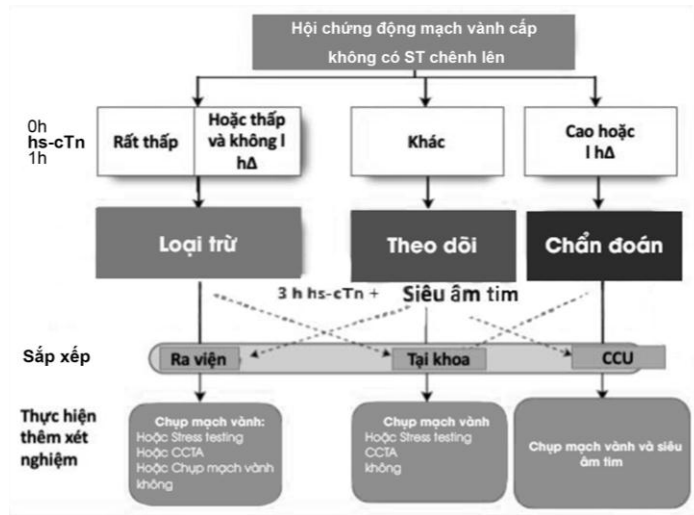 Hội chứng động mạch vành cấp
không có ST chênh lên
0h
hs-cTn
1h
Rất thấp
Hoặc thấp
và không l
hΔ
Khác
Cao hoặc
l hΔ
Loại trừ
Theo dõi
Chẩn đoán
3 h hs-cTn + Siêu âm tim
Sắp xếp
Ra viện
Tại khoa
CCU
Thực hiện
thêm xét
nghiệm
Chụp mạch vành:
Hoặc Stress testing
Hoặc CCTA
Hoặc Chụp mạch vành
không
Chụp mạch vành
Hoặc Stress testing
CCTA
không
Chụp mạch vành và siêu
âm tim